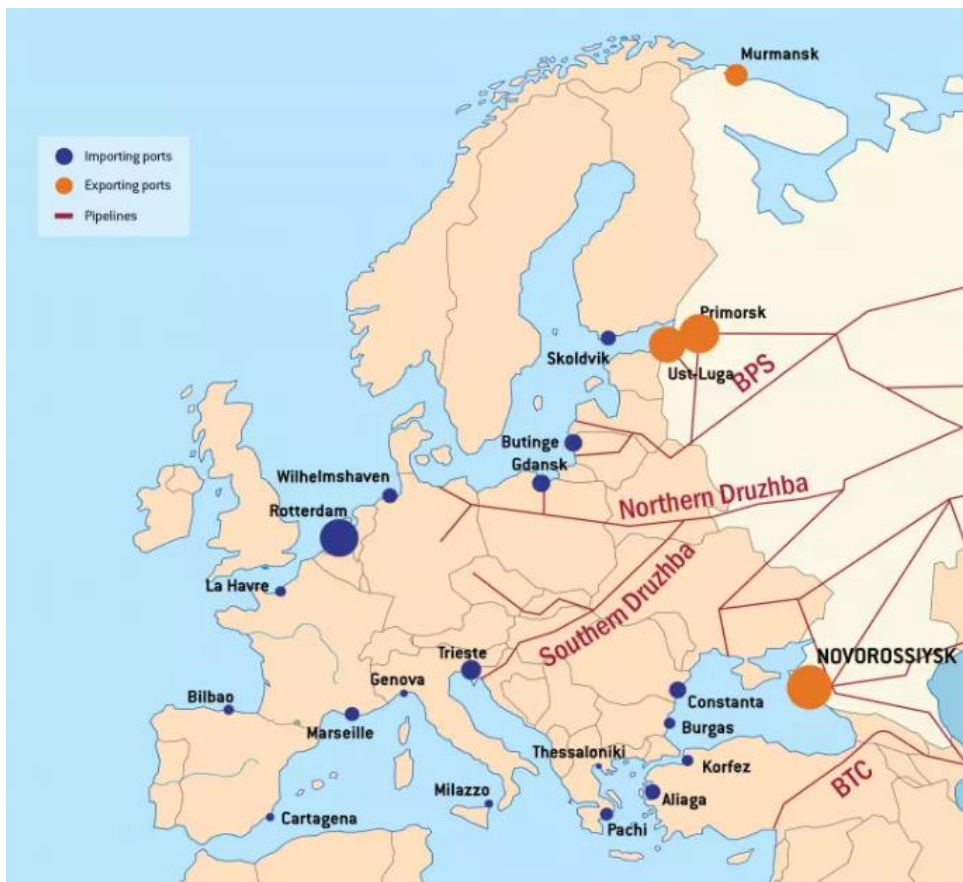 Murmansk
Importing ports
Exporting ports
Pipelines
Primorsk
Skoldvik
Ust-Luga
BPS
Butinge
Gdansk
Wilhelmshaven
Northern Druzhba
Rotterdam
La Havre
Southern Druzhba
Trieste
NOVOROSSIYSK
Genova
Bilbao
Constanta
Marseille
Burgas
Thessaloniki
Korfez
Milazzo
Aliaga
BTC
Cartagena
Pachi